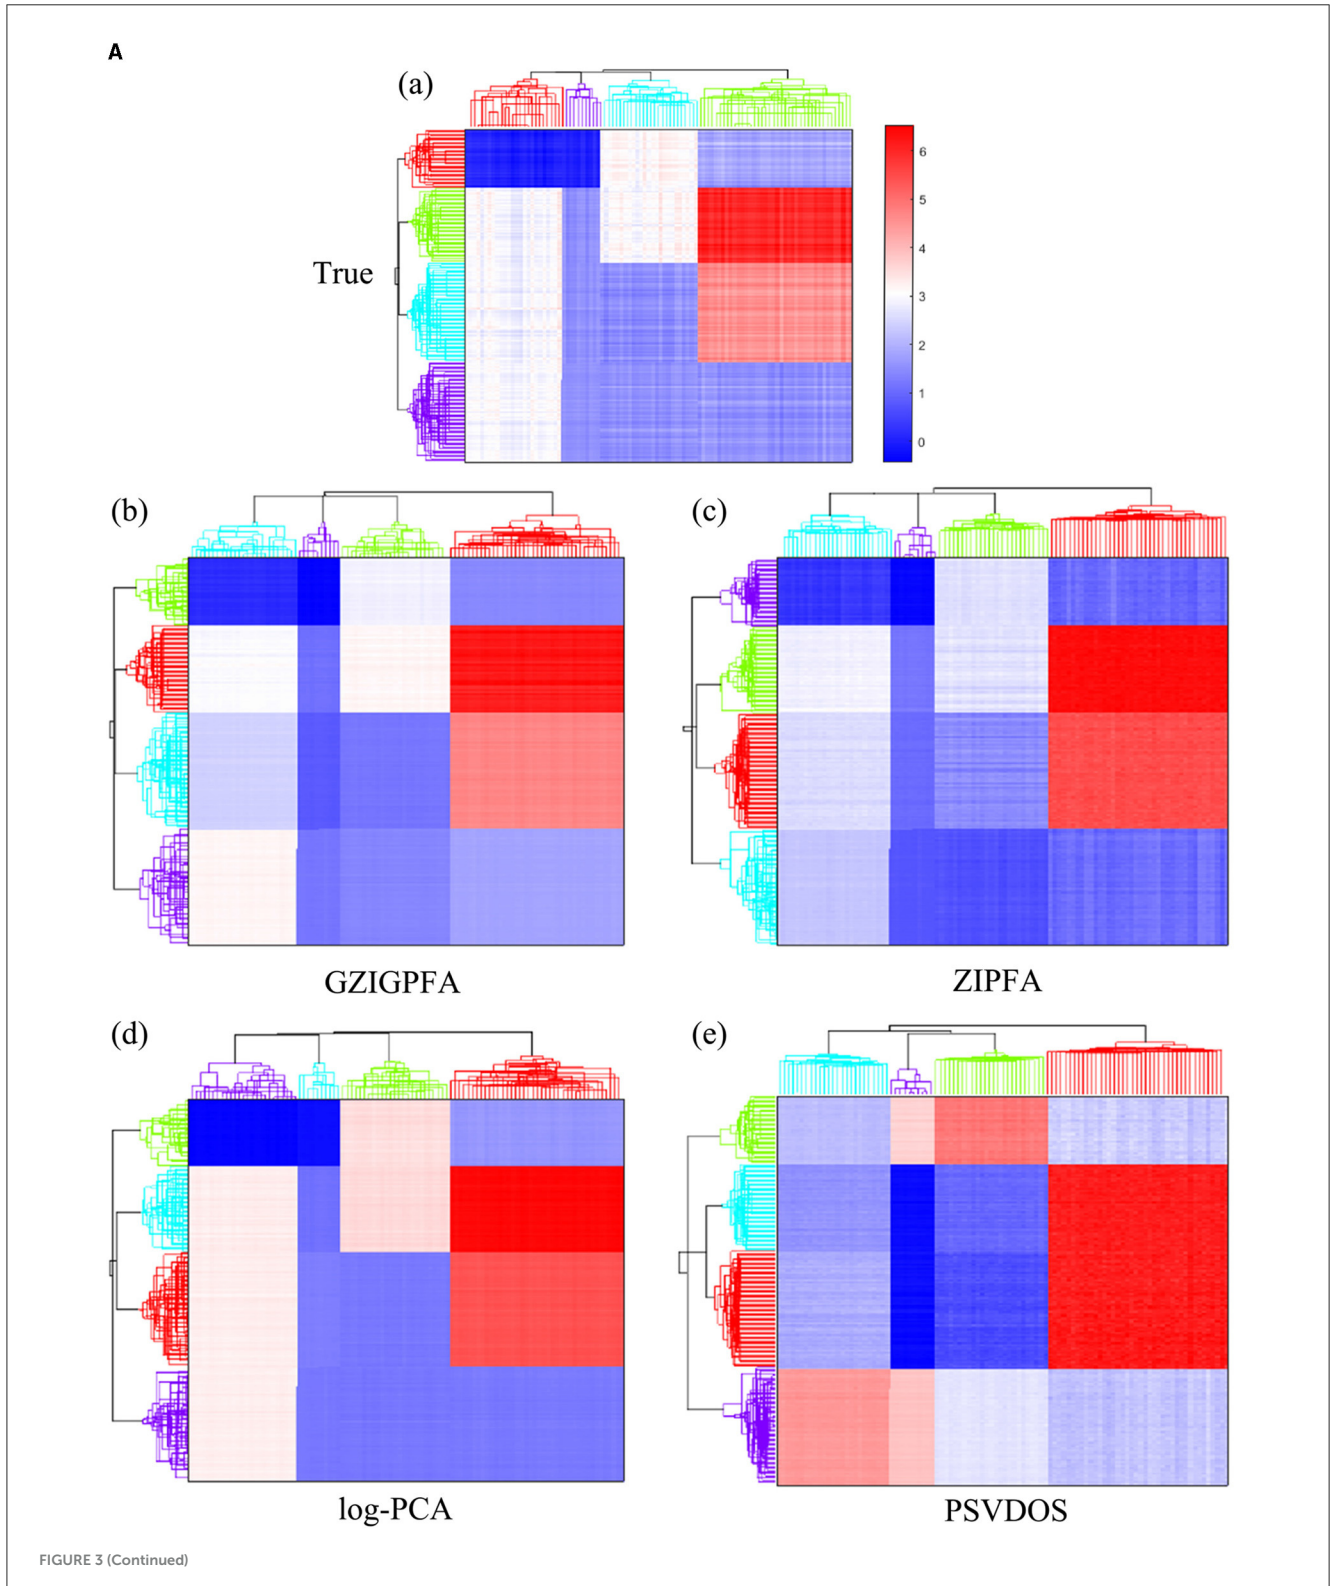 A
(a)
6
5
4
3
2
1
0
True
(b)
(c)
GZIGPFA
ZIPFA
(d)
(e)
log-PCA
PSVDOS
FIGURE 3 (Continued)